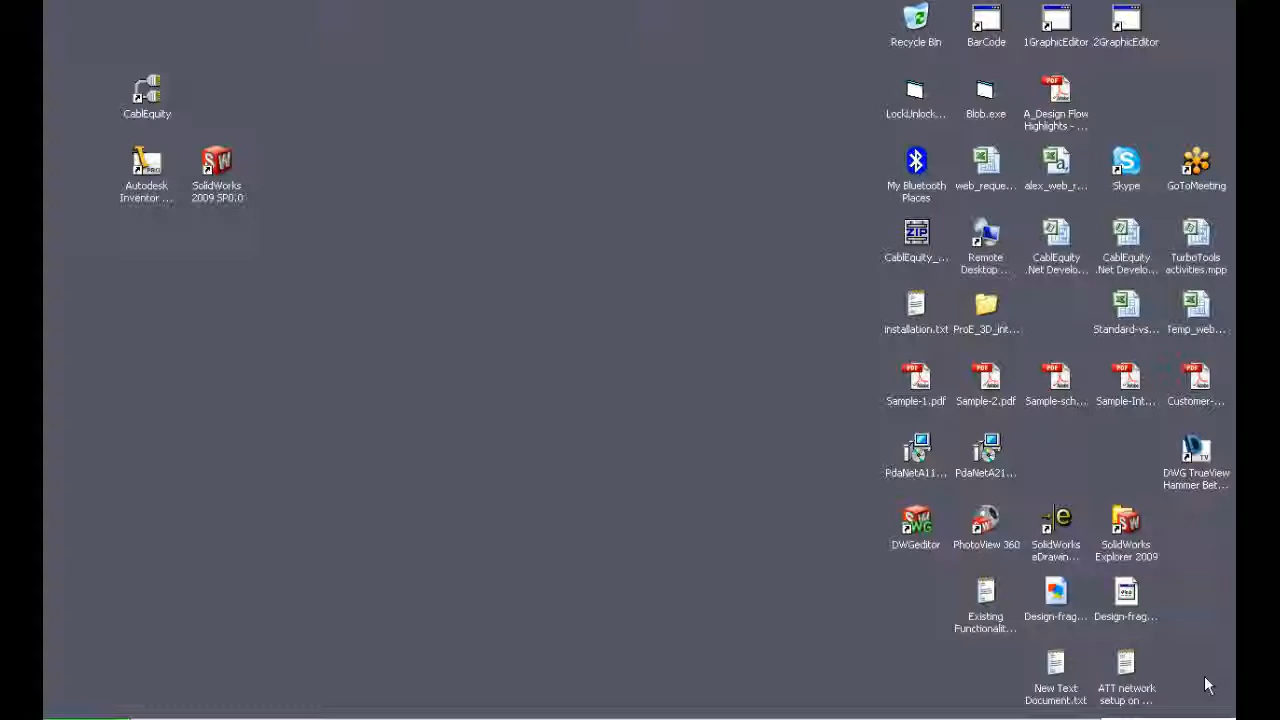 Recycle Bin
BarCode
1GraphicEditor
2GraphicEditor
CablEquity
LockUnlock...
Blob.exe
A_Design Flow
Highlights - ...
Autodesk
Inventor ...
SolidWorks
2009 SP0.0
My Bluetooth
Places
web_reque...
alex_web_r...
Skype
GoToMeeting
CablEquity_...
Remote
Desktop ...
CablEquity
.Net Develo...
CablEquity
.Net Develo...
TurboTools
activities.mpp
installation.txt
ProE_3D_int...
Standard-vs...
Temp_web...
Sample-1.pdf
Sample-2.pdf
Sample-sch...
Sample-Int...
Customer-...
PdaNetA11...
PdaNetA21...
DWG TrueView
Hammer Bet...
DWGeditor
PhotoView 360
SolidWorks
eDrawin...
SolidWorks
Explorer 2009
Existing
Functionalit...
Design-frag...
Design-frag...
New Text
Document.txt
ATT network
setup on ...